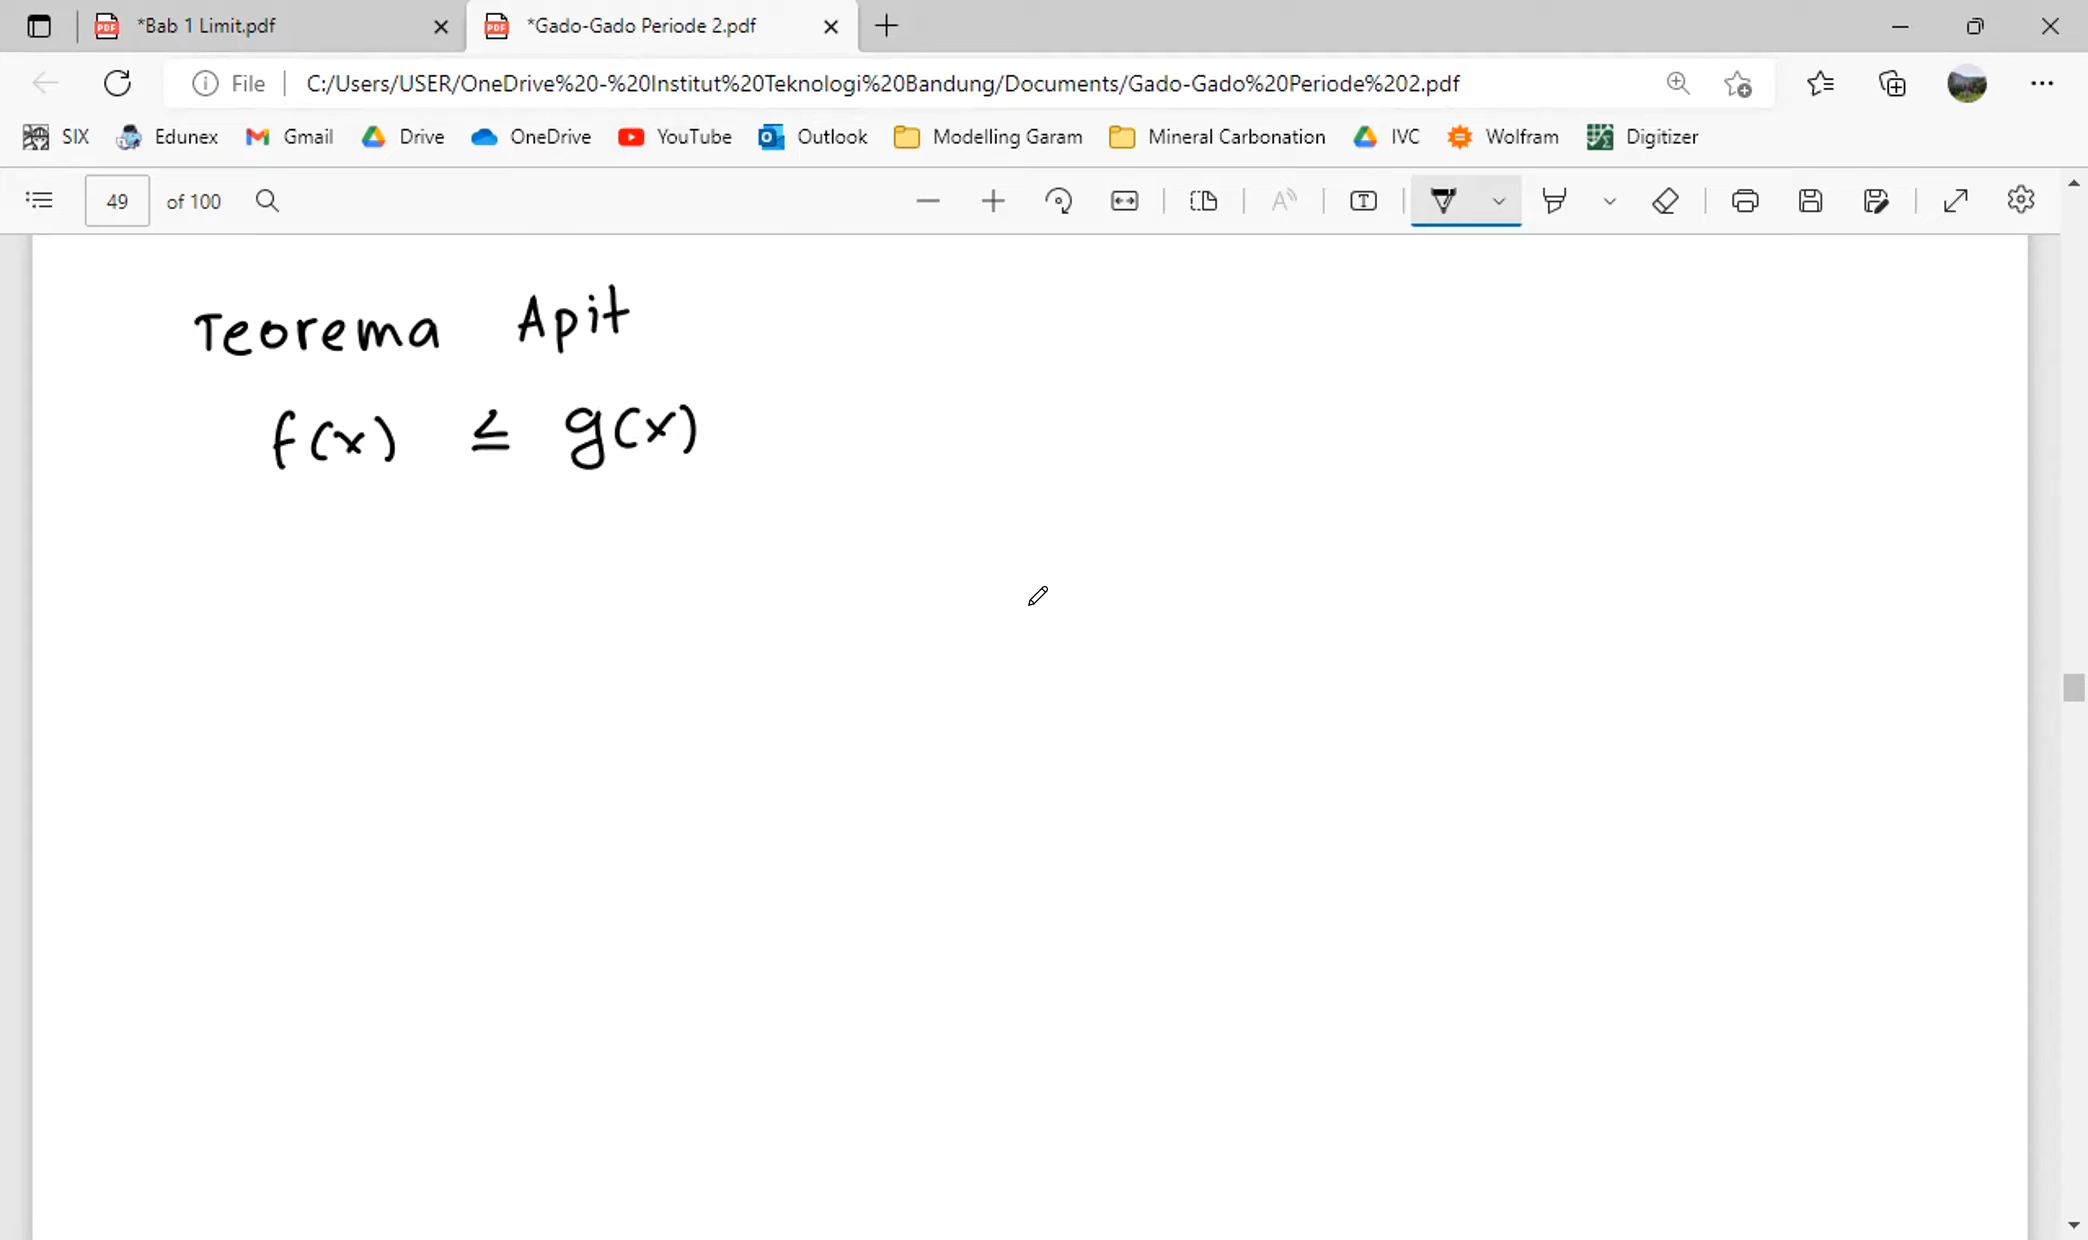 *Bab 1 Limit.pdf
*Gado-Gado Periode 2.pdf
File C:/Users/USER/OneDrive%20-%20Institut%20Teknologi%20Bandung/Documents/Gado-Gado%20Periode%202.pdf
SIX Edunex Gmail Drive OneDrive YouTube Outlook Modelling Garam Mineral Carbonation IVC Wolfram Digitizer
49 of 100
Teorema Apit
f(x) ≤ g(x)